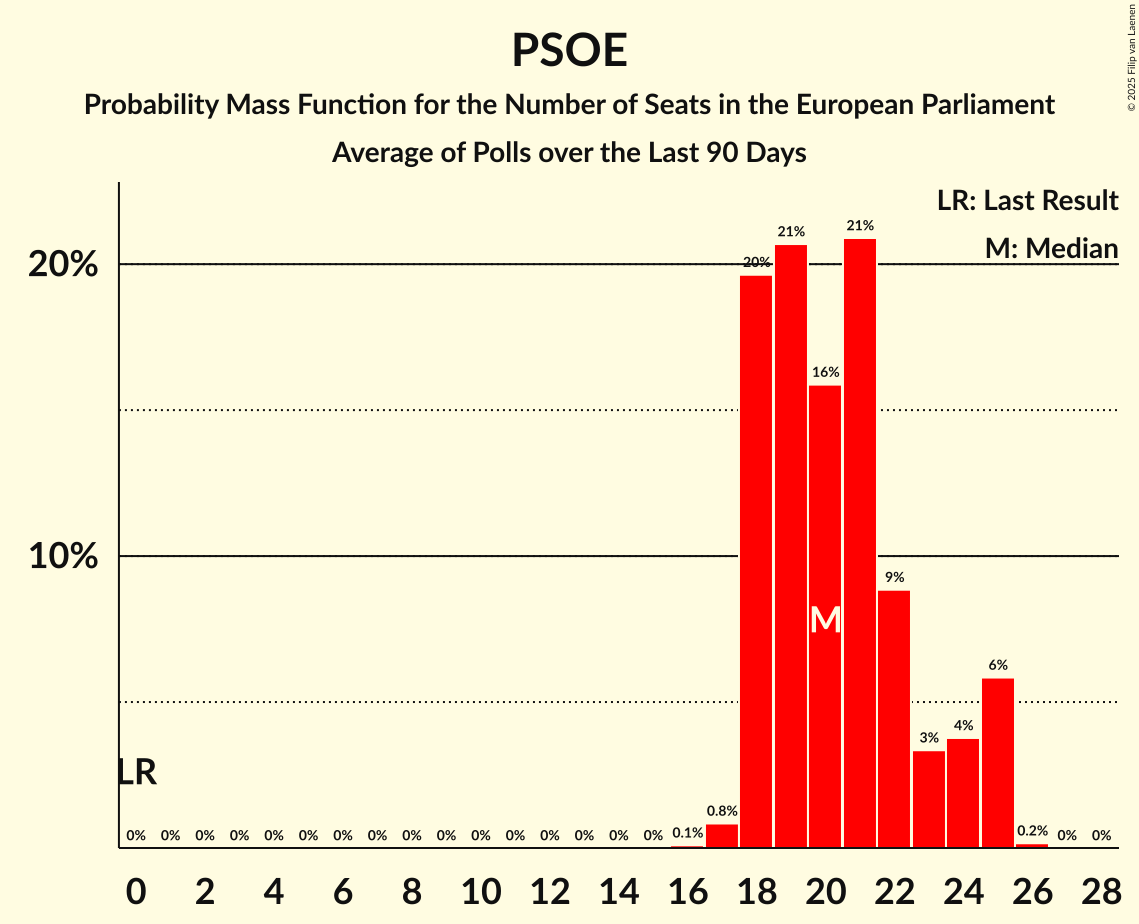 PSOE
Probability Mass Function for the Number of Seats in the European Parliament
Average of Polls over the Last 90 Days
© 2025 Filip van Laenen
LR: Last Result
M: Median
20%
10%
0% 0% 0% 0% 0% 0% 0% 0% 0% 0% 0% 0% 0% 0% 0% 0% 0.1% 0.8% 20% 21% 16% 21% 9% 3% 4% 6% 0.2% 0% 0%
M
LR
0 2 4 6 8 10 12 14 16 18 20 22 24 26 28